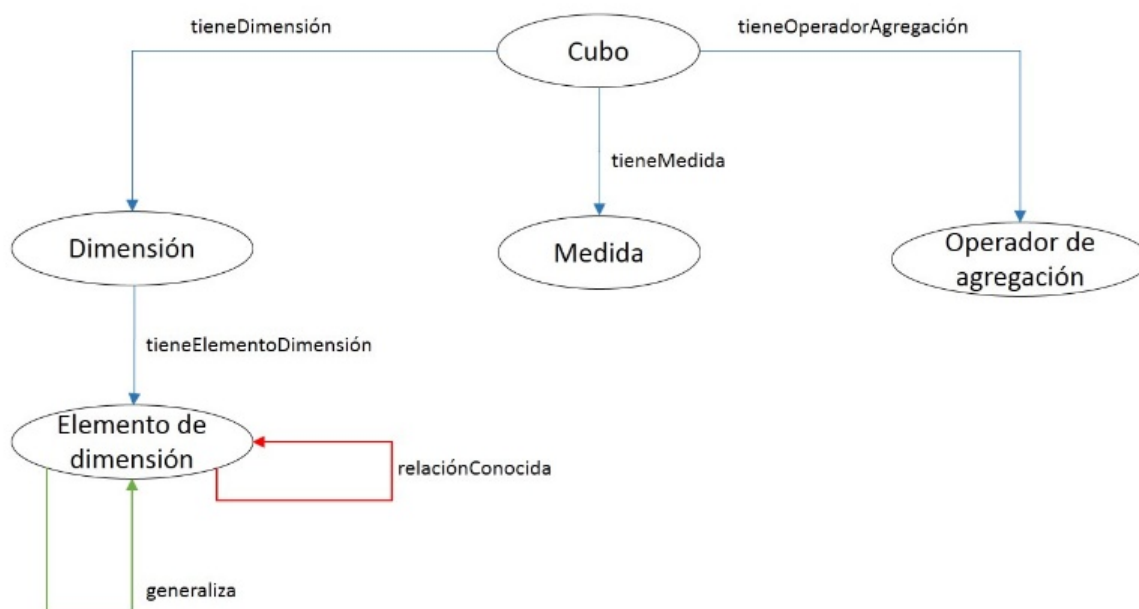 tieneDimensión
Cubo
tieneOperadorAgregación
tieneMedida
Dimensión
Medida
Operador de
agregación
tieneElementoDimensión
Elemento de
dimensión
relaciónConocida
generaliza